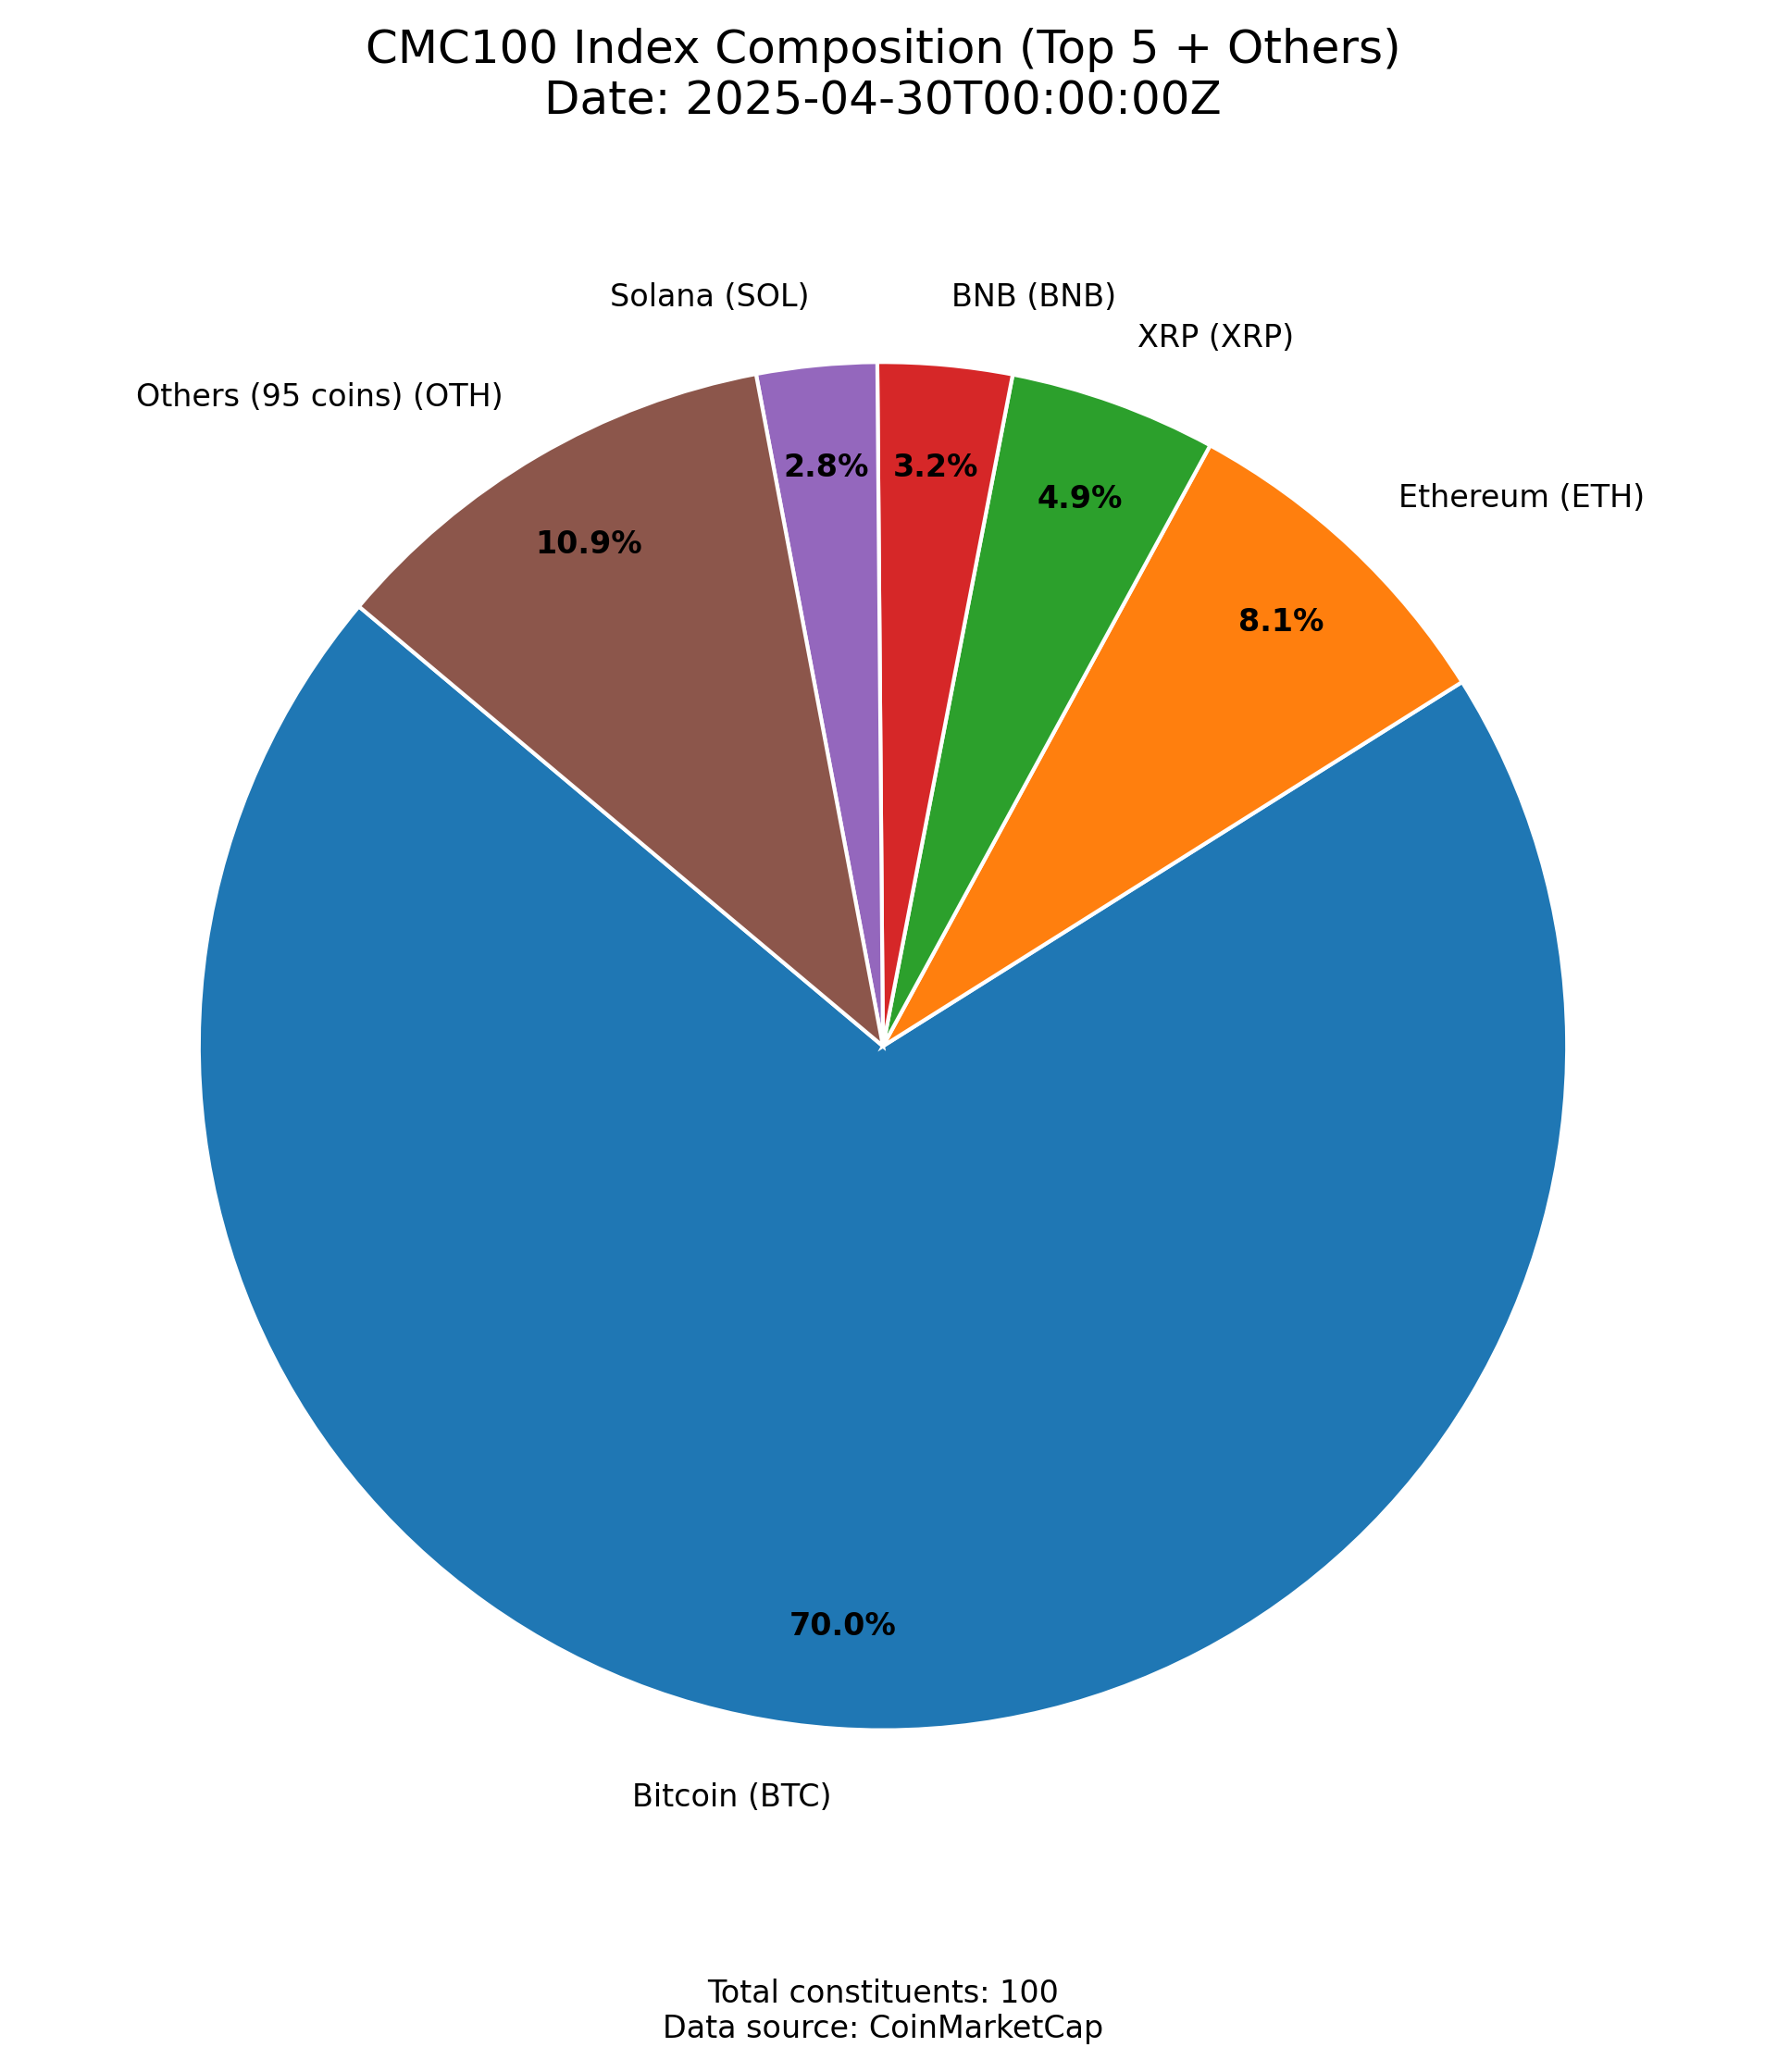 CMC100 Index Composition (Top 5 + Others)
Date: 2025-04-30T00:00:00Z
Solana (SOL)
BNB (BNB)
XRP (XRP)
Others (95 coins) (OTH)
Ethereum (ETH)
2.8%
3.2%
4.9%
10.9%
8.1%
70.0%
Bitcoin (BTC)
Total constituents: 100
Data source: CoinMarketCap